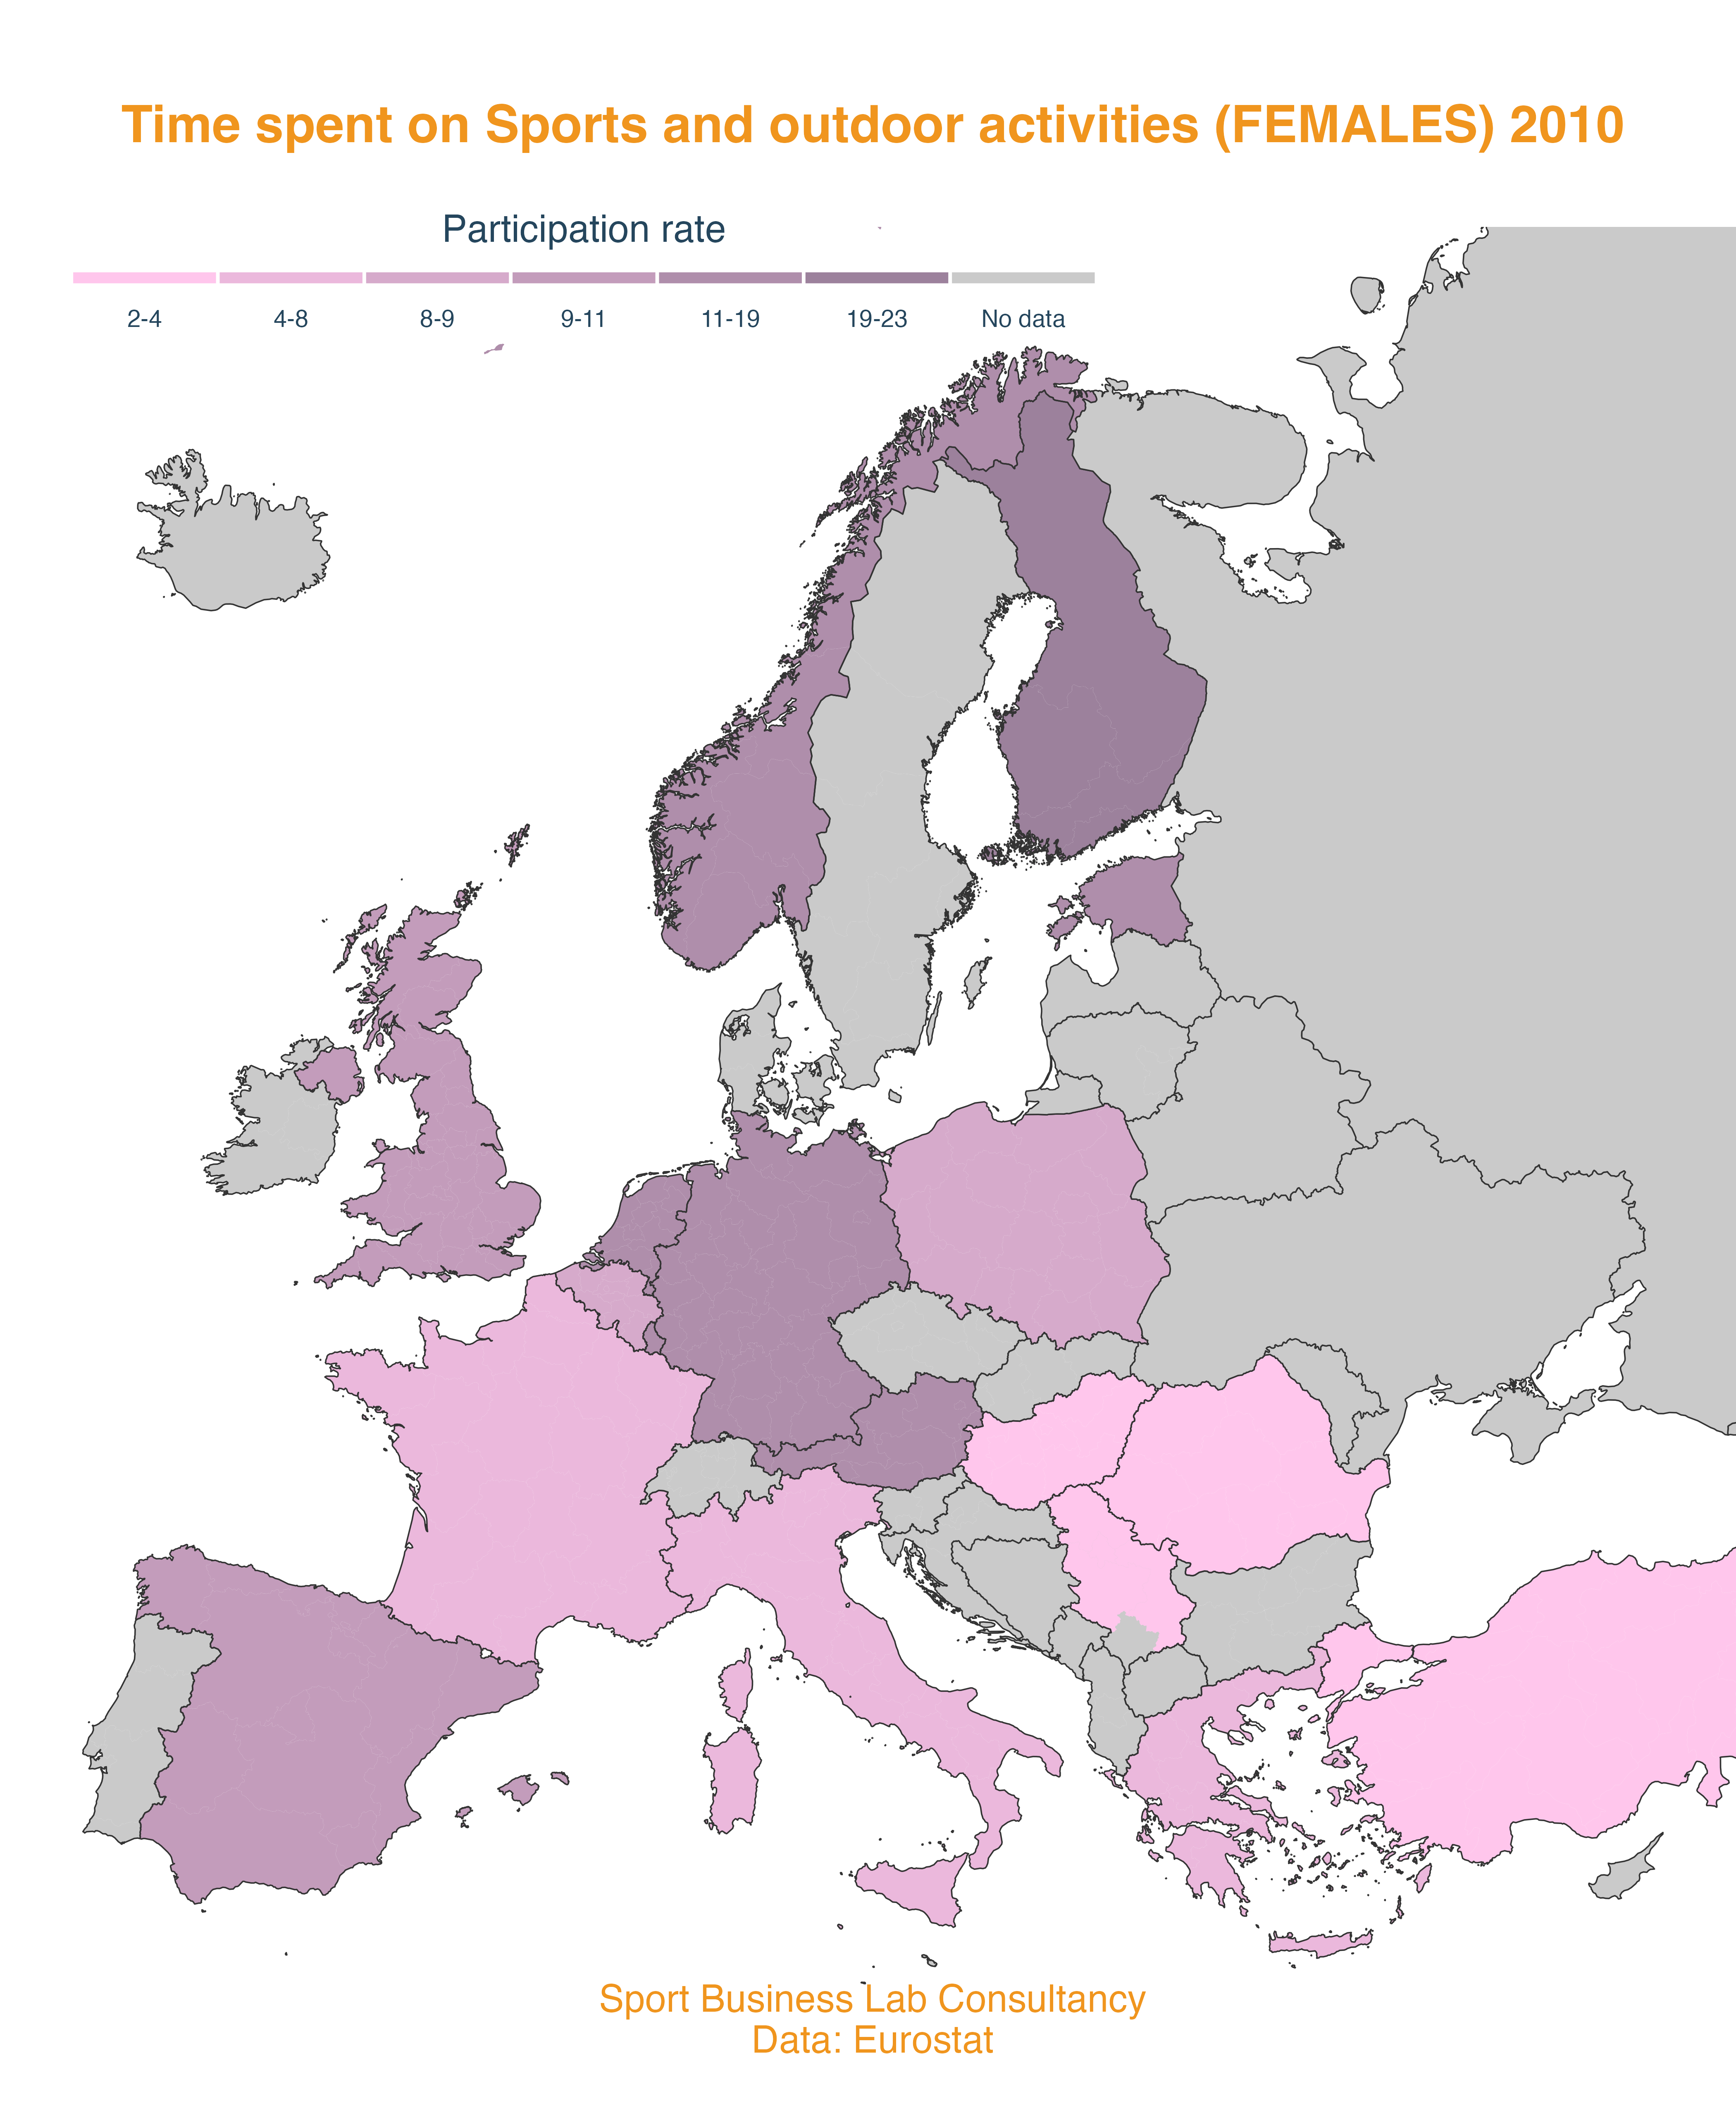 Time spent on Sports and outdoor activities (FEMALES) 2010
Participation rate
2-4 4-8 8-9 9-11 11-19 19-23 No data
Sport Business Lab Consultancy
Data: Eurostat